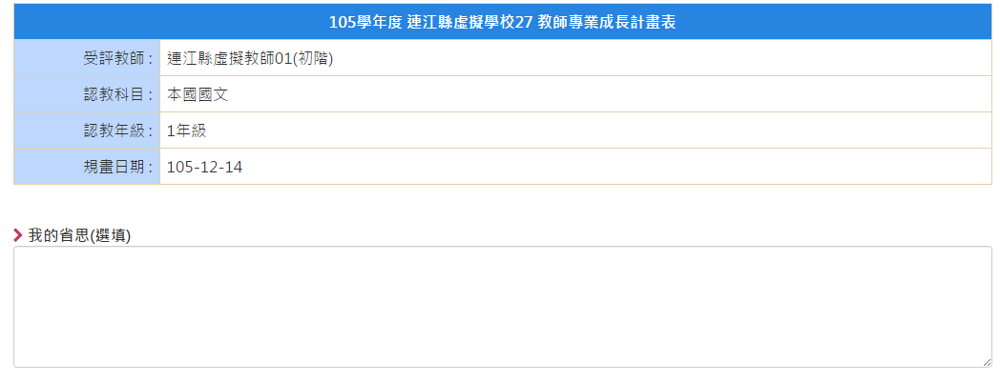 105學年度 連江縣虛擬學校27 教師專業成長計畫表
受評教師 : 連江縣虛擬教師01(初階)
認教科目 : 本國國文
認教年級 : 1年級
規畫日期 : 105-12-14
我的省思(選填)